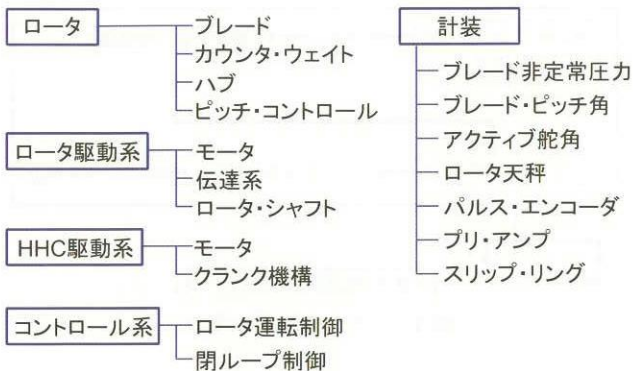 ロータ
ブレード
カウンタ・ウェイト
ハブ
ピッチ・コントロール
ロータ駆動系
モータ
伝達系
ロータ・シャフト
HHC駆動系
モータ
クランク機構
コントロール系
ロータ運転制御
閉ループ制御
計装
ブレード非定常圧力
ブレード・ピッチ角
アクティブ舵角
ロータ天秤
パルス・エンコーダ
プリ・アンプ
スリップ・リング